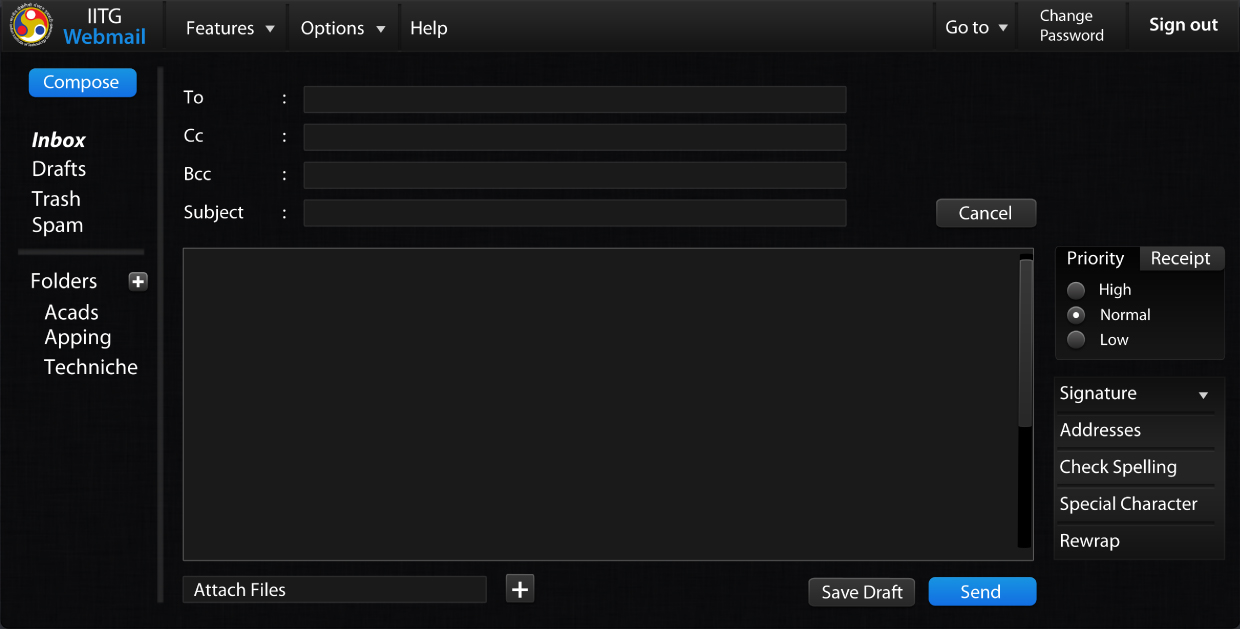 IITG
Webmail
Features
Options
Help
Go to
Change
Password
Sign out
Compose
Inbox
Drafts
Trash
Spam
Folders
Acads
Apping
Techniche
To :
Cc :
Bcc :
Subject :
Cancel
Priority Receipt
High
Normal
Low
Signature
Addresses
Check Spelling
Special Character
Rewrap
Attach Files
Save Draft
Send